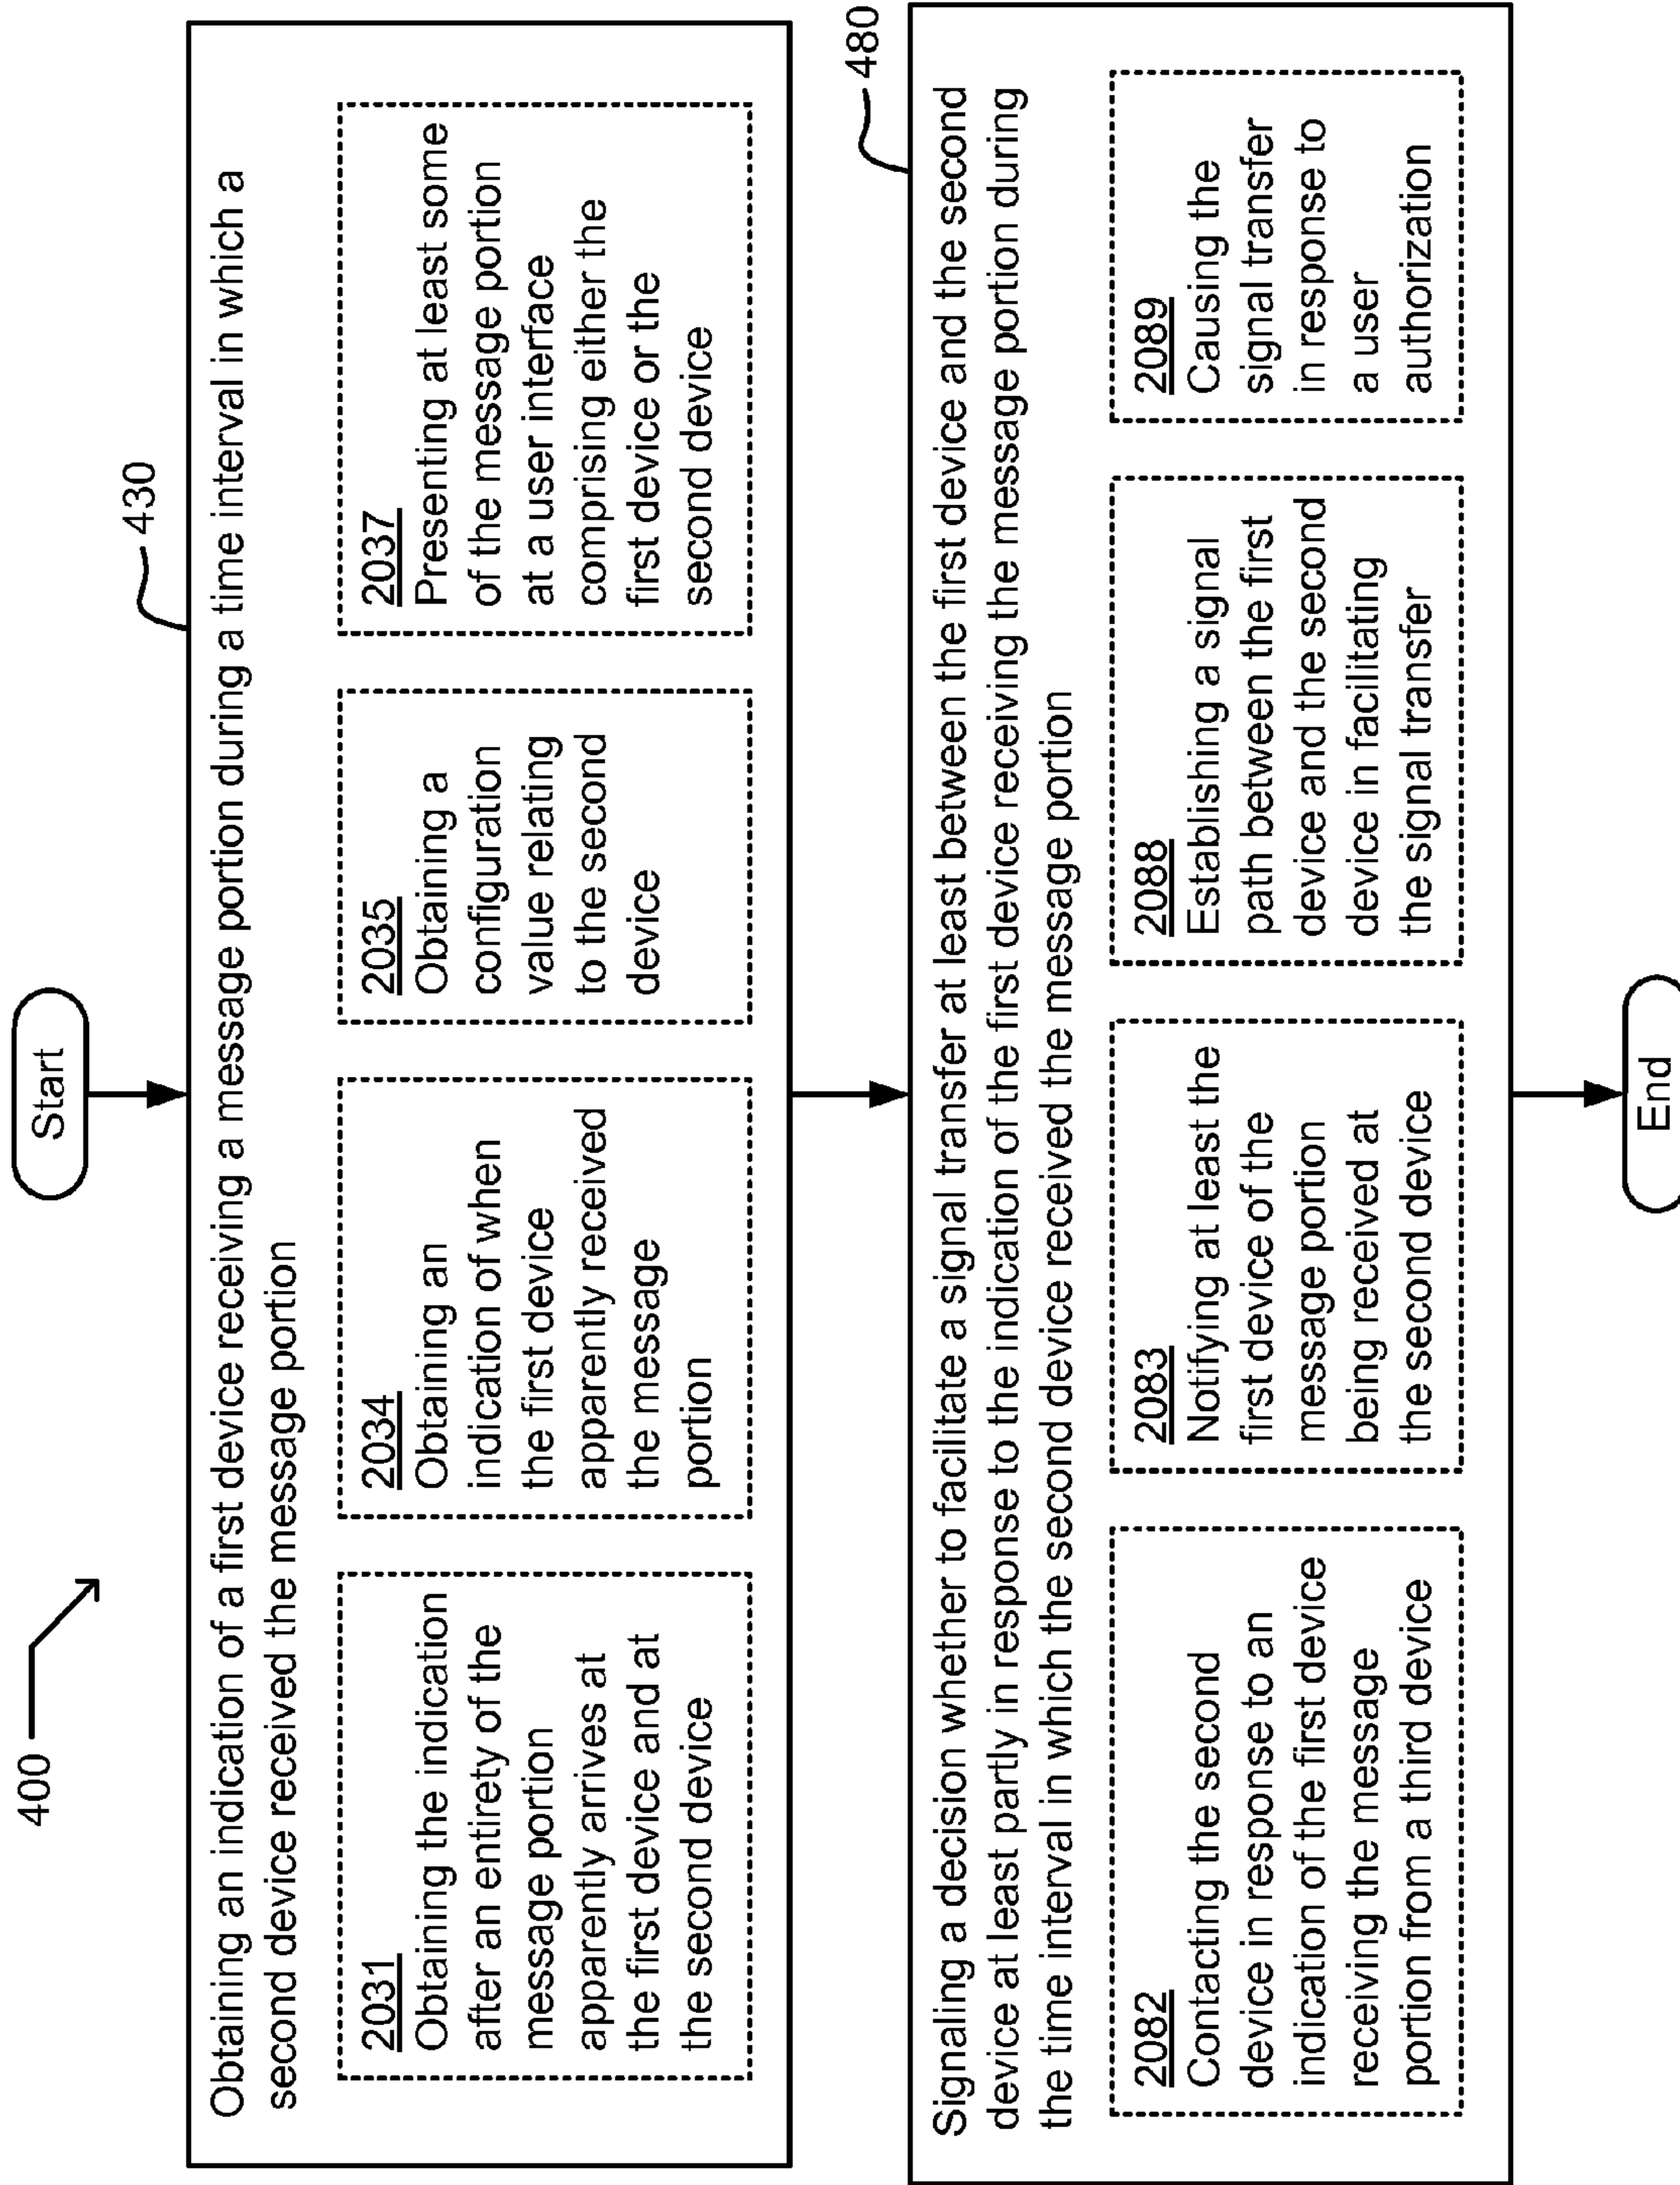 400
Start
430
Obtaining an indication of a first device receiving a message portion during a time interval in which a
second device received the message portion
2031
Obtaining the indication
after an entirety of the
message portion
apparently arrives at
the first device and at
the second device
2034
Obtaining an
indication of when
the first device
apparently received
the message
portion
2035
Obtaining a
configuration
value relating
to the second
device
2037
Presenting at least some
of the message portion
at a user interface
comprising either the
first device or the
second device
480
Signaling a decision whether to facilitate a signal transfer at least between the first device and the second
device at least partly in response to the indication of the first device receiving the message portion during
the time interval in which the second device received the message portion
2082
Contacting the second
device in response to an
indication of the first device
receiving the message
portion from a third device
2083
Notifying at least the
first device of the
message portion
being received at
the second device
2088
Establishing a signal
path between the first
device and the second
device in facilitating
the signal transfer
2089
Causing the
signal transfer
in response to
a user
authorization
End